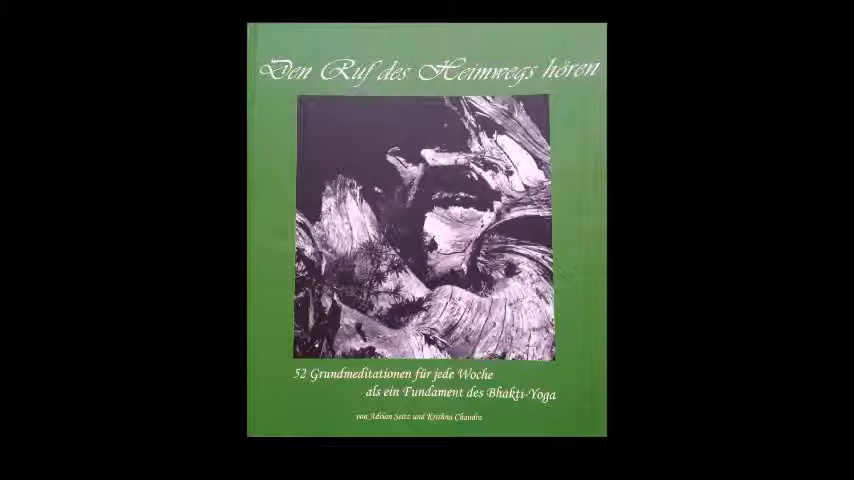 Den Ruf des Heimwegs hören
52 Grundmeditationen für jede Woche
als ein Fundament des Bhakti-Yoga
von Adrian Seitz und Krishna Chandra